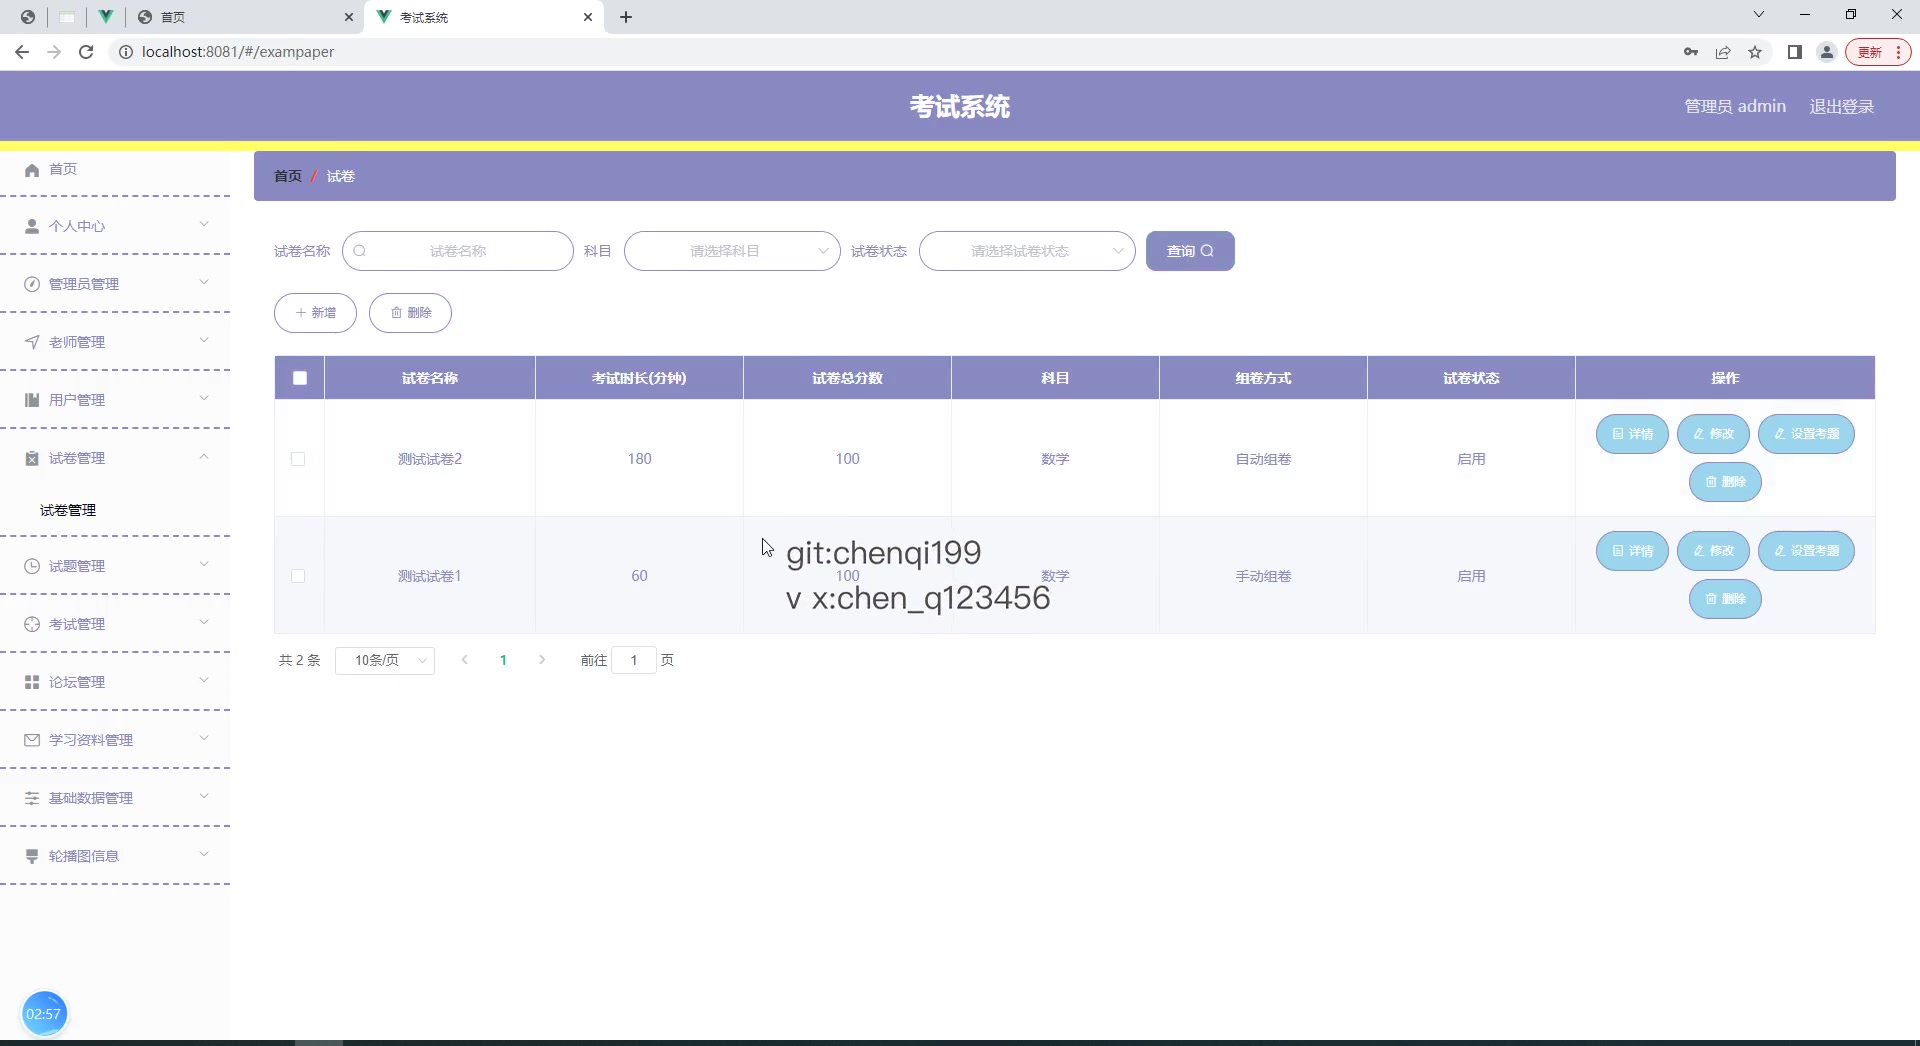 首页
考试系统
localhost:8081/#/exampaper
更新
考试系统
管理员 admin 退出登录
首页
个人中心
管理员管理
老师管理
用户管理
试卷管理
试卷管理
试题管理
考试管理
论坛管理
学习资料管理
基础数据管理
轮播图信息
02:57
首页 / 试卷
试卷名称 试卷名称 科目 请选择科目 试卷状态 请选择试卷状态 查询
新增 删除
试卷名称 考试时长(分钟) 试卷总分数 科目 组卷方式 试卷状态 操作
测试试卷2 180 100 数学 自动组卷 启用 详情 修改 设置考题
删除
测试试卷1 60 100 数学 手动组卷 启用 详情 修改 设置考题
删除
git:chenqi199
v x:chen_q123456
共 2 条 10条/页 1 前往 1 页